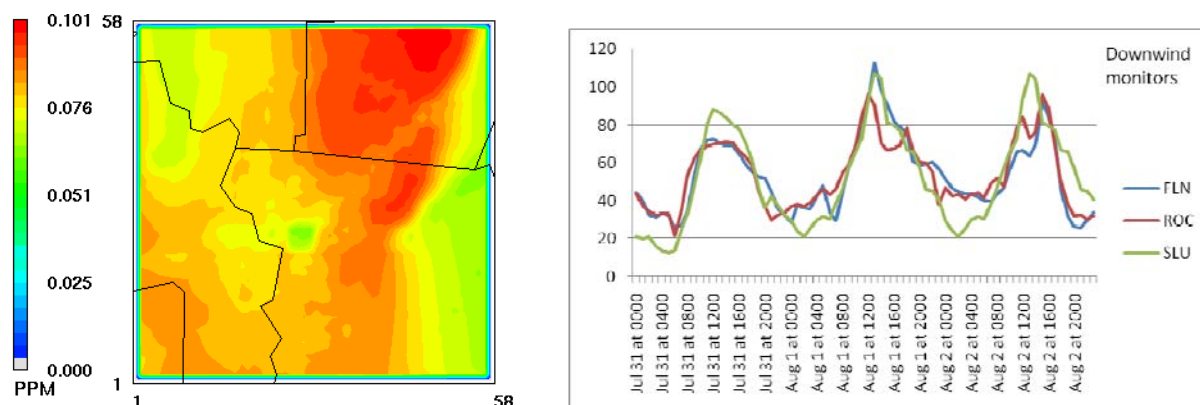 0.101
0.076
0.051
0.025
0.000
PPM
58
1
1
58
120
100
80
60
40
20
0
Downwind
monitors
FLN
ROC
SLU
Jul 31 at 0000
Jul 31 at 0400
Jul 31 at 0800
Jul 31 at 1200
Jul 31 at 1600
Jul 31 at 2000
Aug 1 at 0000
Aug 1 at 0400
Aug 1 at 0800
Aug 1 at 1200
Aug 1 at 1600
Aug 1 at 2000
Aug 2 at 0000
Aug 2 at 0400
Aug 2 at 0800
Aug 2 at 1200
Aug 2 at 1600
Aug 2 at 2000